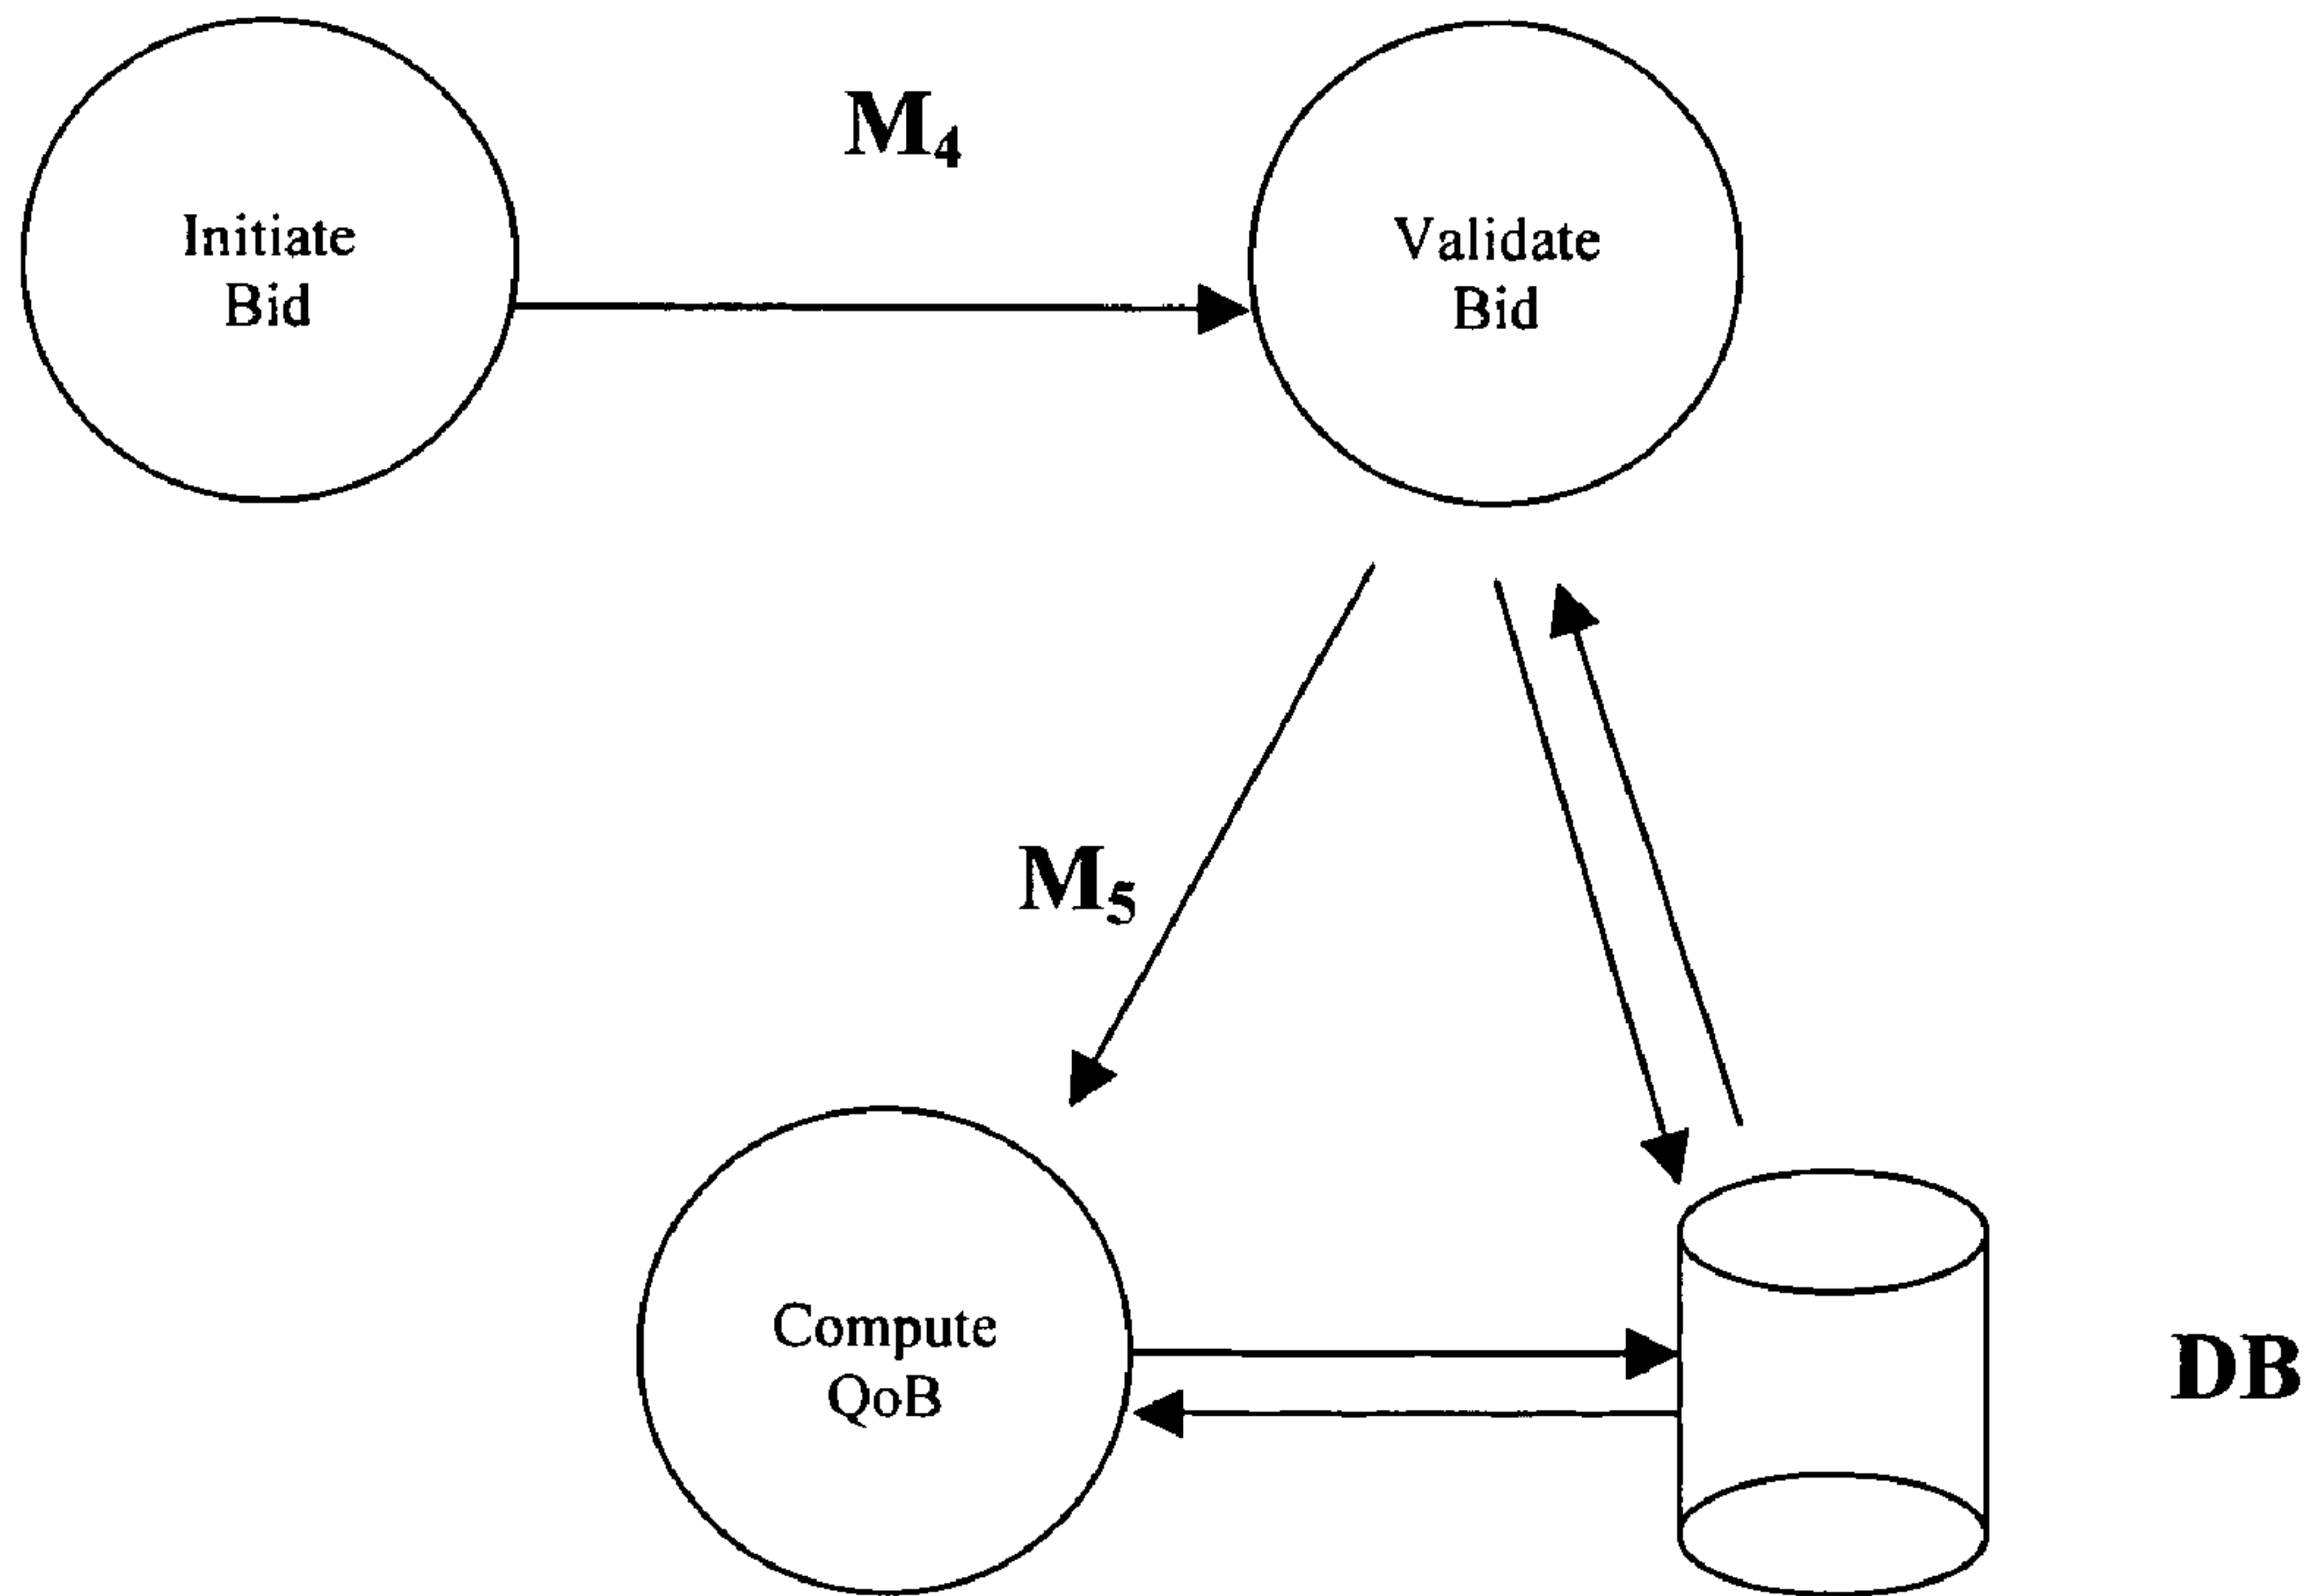 M₄
Initiate
Bid
Validate
Bid
M₅
Compute
QoB
DB